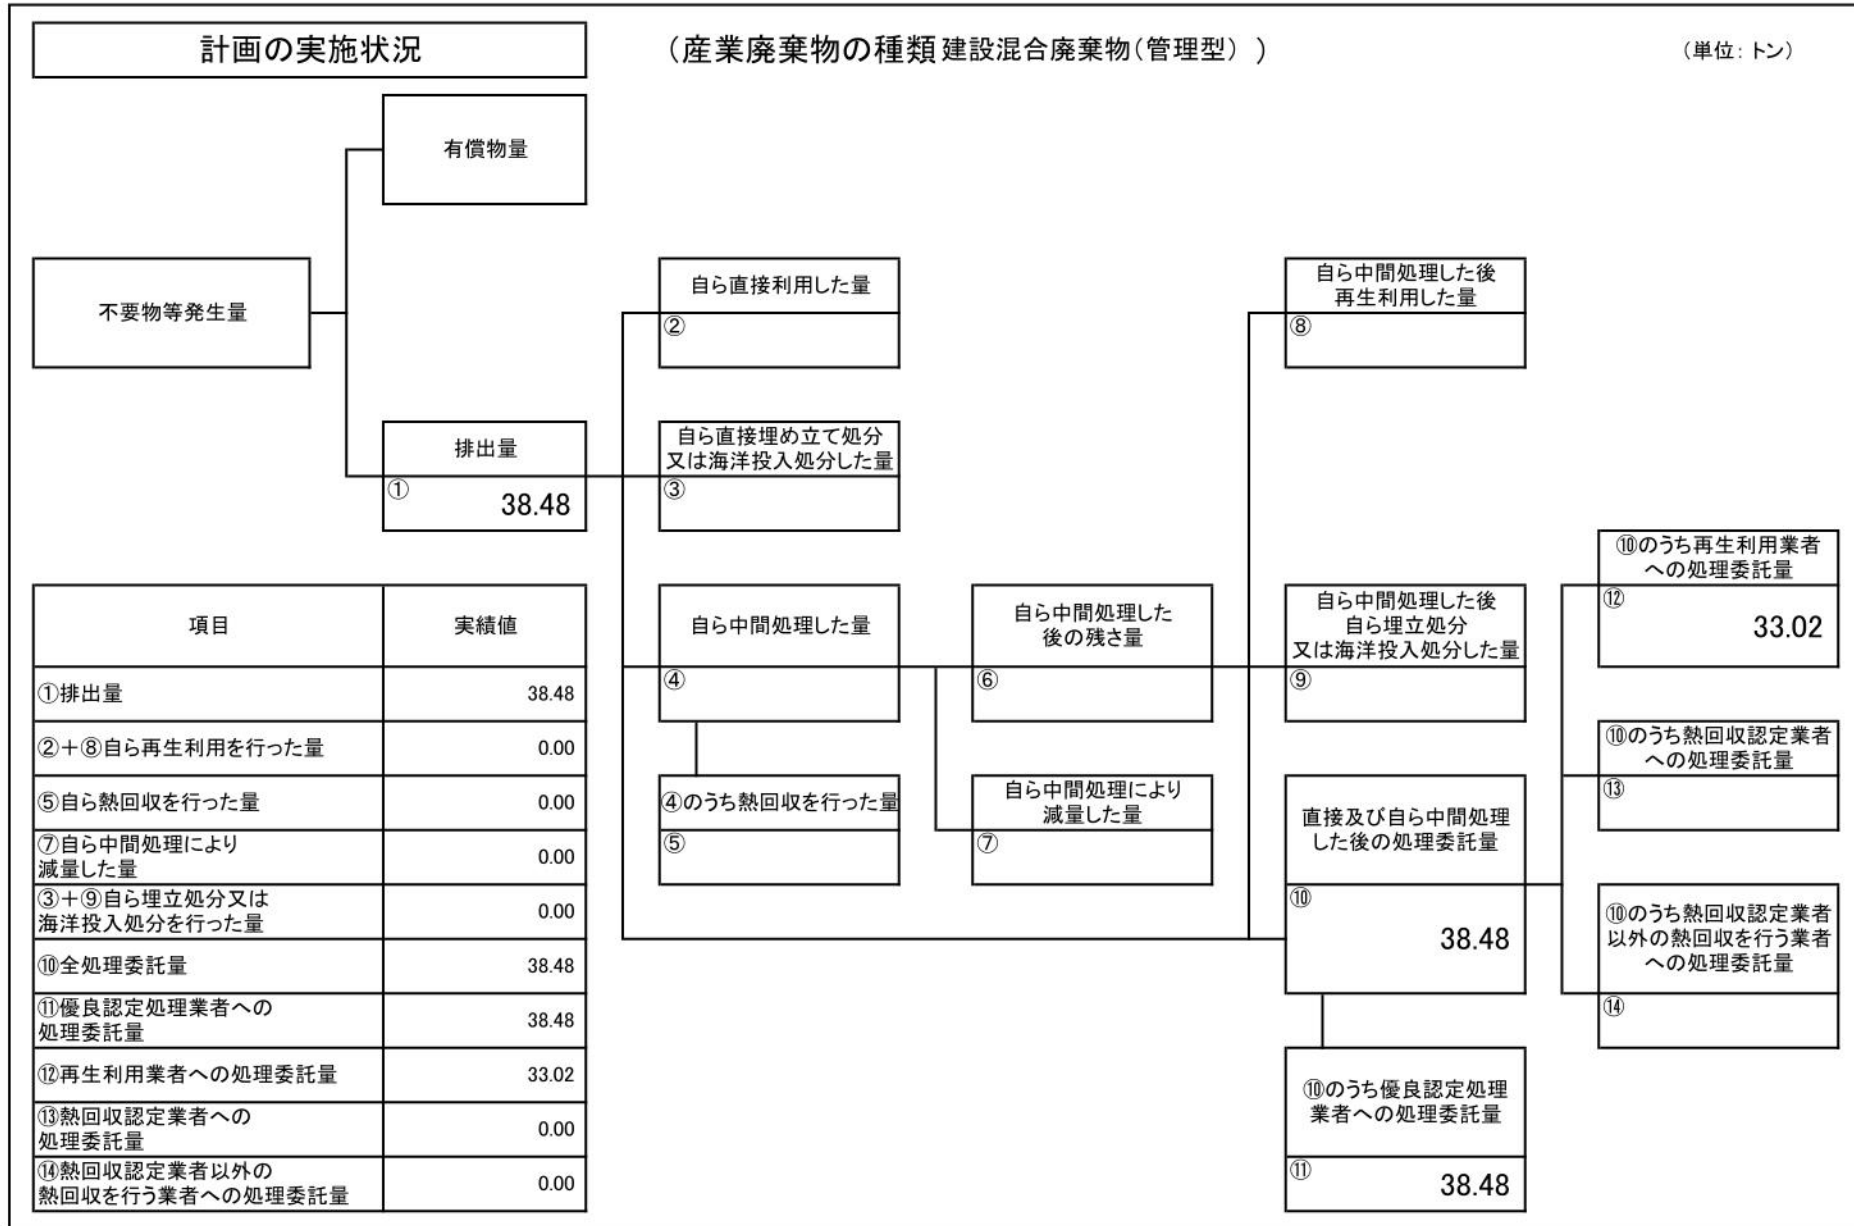 計画の実施状況
（産業廃棄物の種類 建設混合廃棄物（管理型） ）
（単位：トン）
有償物量
不要物等発生量
自ら直接利用した量
②
自ら中間処理した後
再生利用した量
⑧
排出量
① 38.48
自ら直接埋め立て処分
又は海洋投入処分した量
③
⑩のうち再生利用業者
への処理委託量
⑫ 33.02
自ら中間処理した量
④
自ら中間処理した
後の残さ量
⑥
自ら中間処理した後
自ら埋立処分
又は海洋投入処分した量
⑨
⑩のうち熱回収認定業者
への処理委託量
⑬
④のうち熱回収を行った量
⑤
自ら中間処理により
減量した量
⑦
直接及び自ら中間処理
した後の処理委託量
⑩ 38.48
⑩のうち熱回収認定業者
以外の熱回収を行う業者
への処理委託量
⑭
⑩のうち優良認定処理
業者への処理委託量
⑪ 38.48
項目 実績値
①排出量 38.48
②＋⑧自ら再生利用を行った量 0.00
⑤自ら熱回収を行った量 0.00
⑦自ら中間処理により
減量した量 0.00
③＋⑨自ら埋立処分又は
海洋投入処分を行った量 0.00
⑩全処理委託量 38.48
⑪優良認定処理業者への
処理委託量 38.48
⑫再生利用業者への処理委託量 33.02
⑬熱回収認定業者への
処理委託量 0.00
⑭熱回収認定業者以外の
熱回収を行う業者への処理委託量 0.00